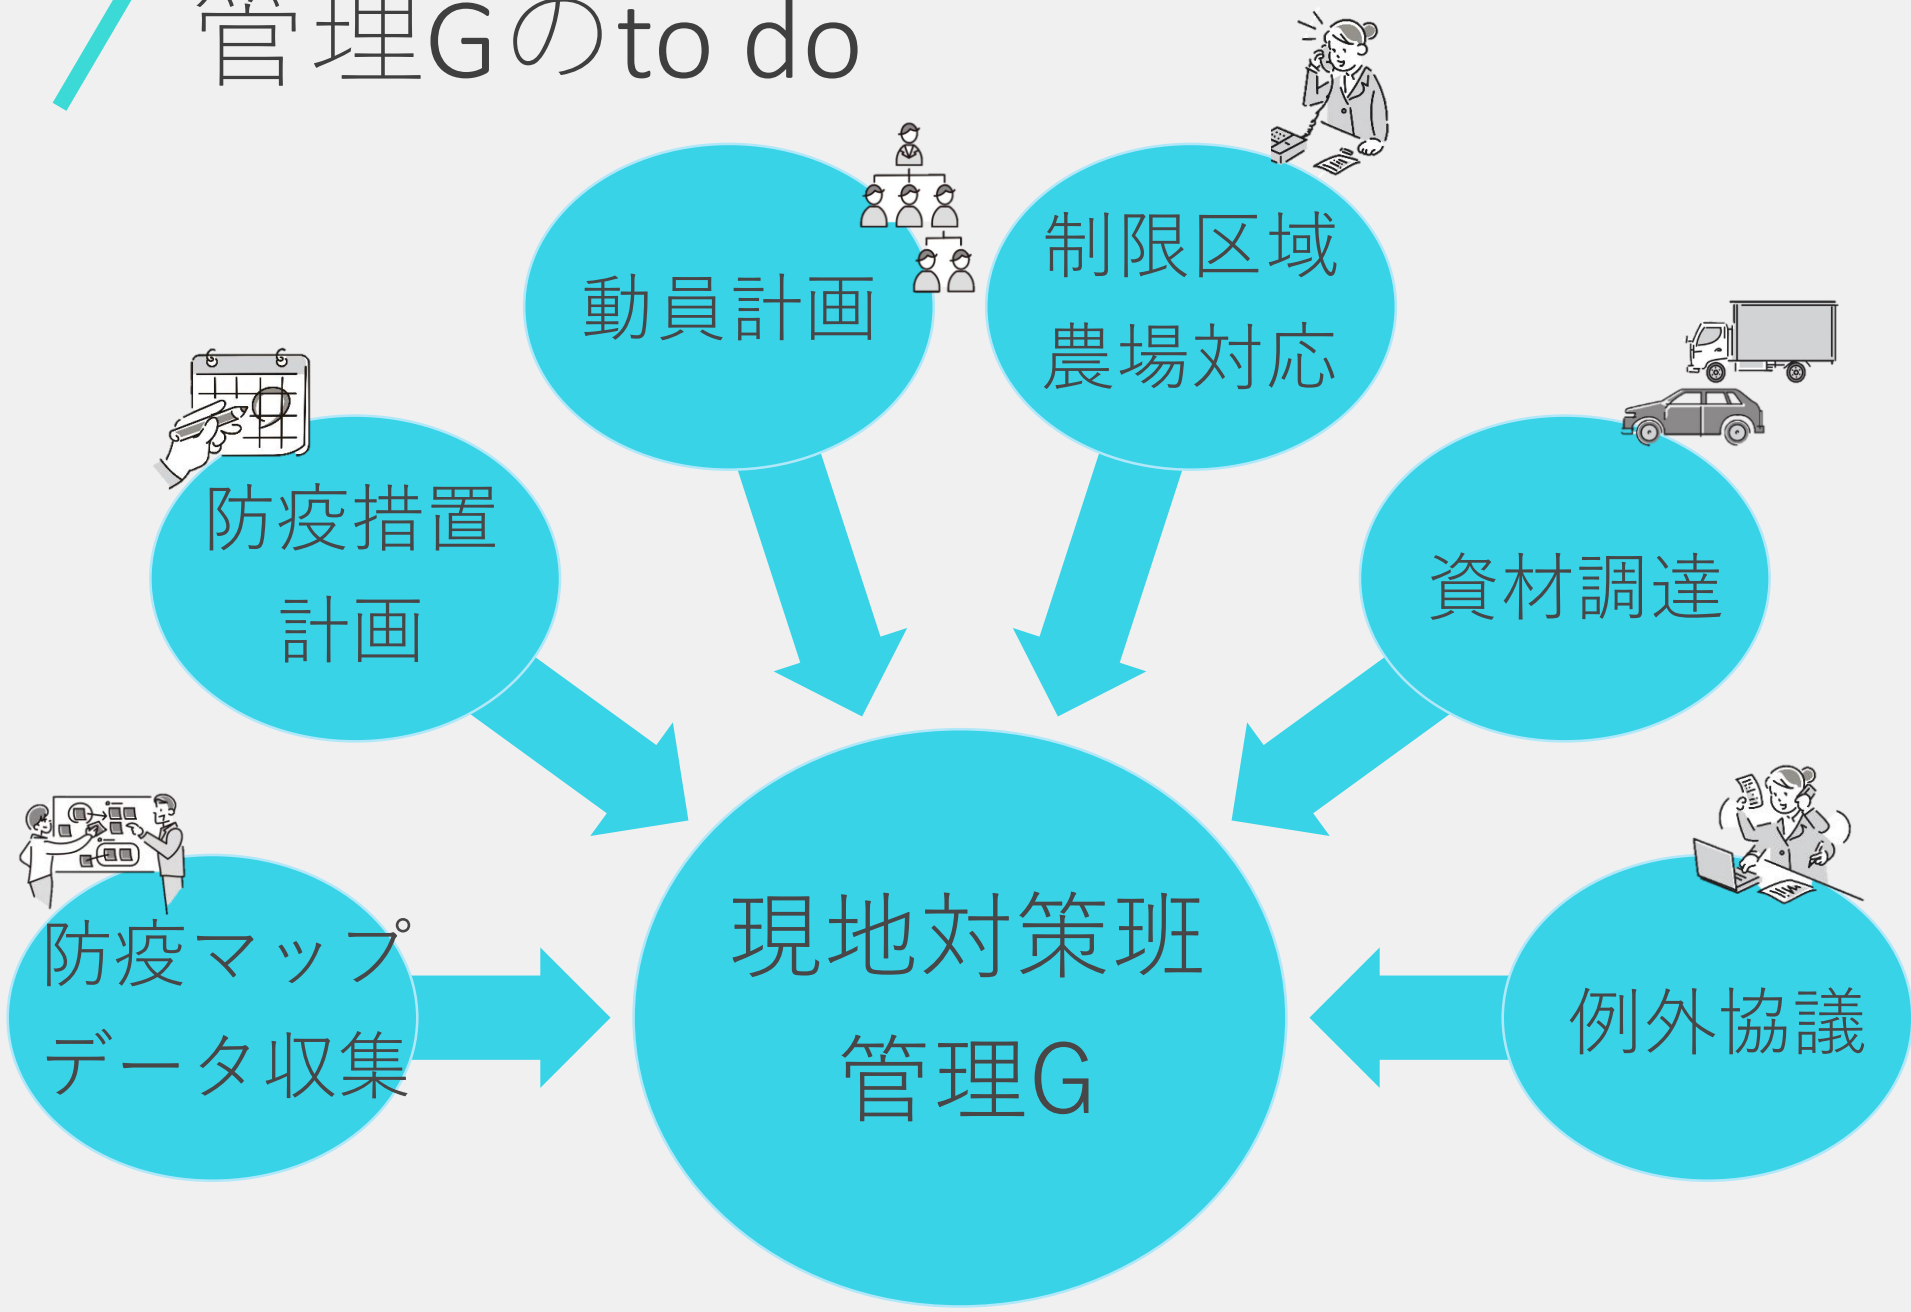 管理Gのto do
動員計画
制限区域
農場対応
防疫措置
計画
資材調達
防疫マップ
データ収集
現地対策班
管理G
例外協議